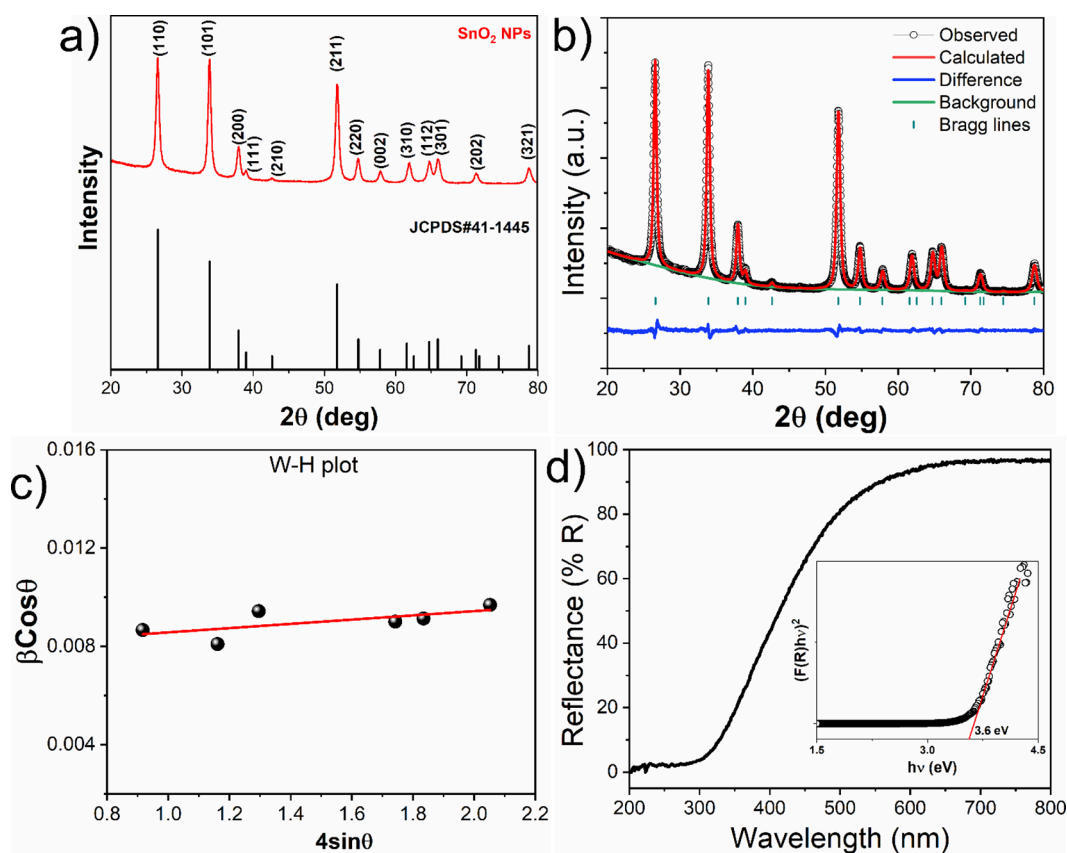 a)
SnO₂ NPs
(110)
(101)
(200)
(111)
(210)
(211)
(220)
(002)
(310)
(112)
(301)
(202)
(321)
JCPDS#41-1445
Intensity
20 30 40 50 60 70 80
2θ (deg)
b)
Observed
Calculated
Difference
Background
Bragg lines
Intensity (a.u.)
20 30 40 50 60 70 80
2θ (deg)
c)
W-H plot
0.016
0.012
0.008
0.004
βCosθ
0.8 1.0 1.2 1.4 1.6 1.8 2.0 2.2
4sinθ
d)
100
80
60
40
20
0
Reflectance (% R)
(F(R)hν)²
3.6 eV
1.5 3.0 4.5
hν (eV)
200 300 400 500 600 700 800
Wavelength (nm)